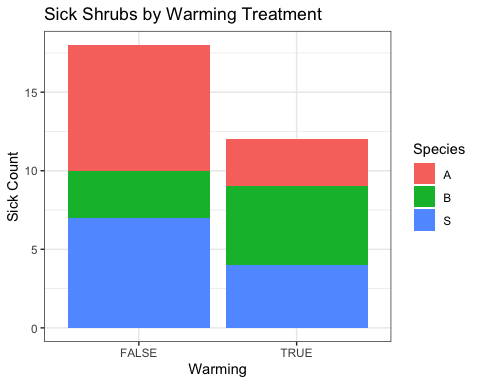 Sick Shrubs by Warming Treatment
Sick Count
15
10
5
0
FALSE
TRUE
Warming
Species
A
B
S